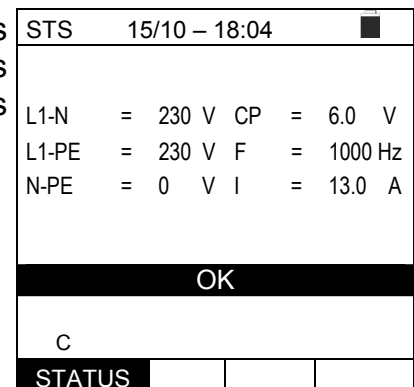 STS 15/10 – 18:04
L1-N = 230 V CP = 6.0 V
L1-PE = 230 V F = 1000 Hz
N-PE = 0 V I = 13.0 A
OK
C
STATUS